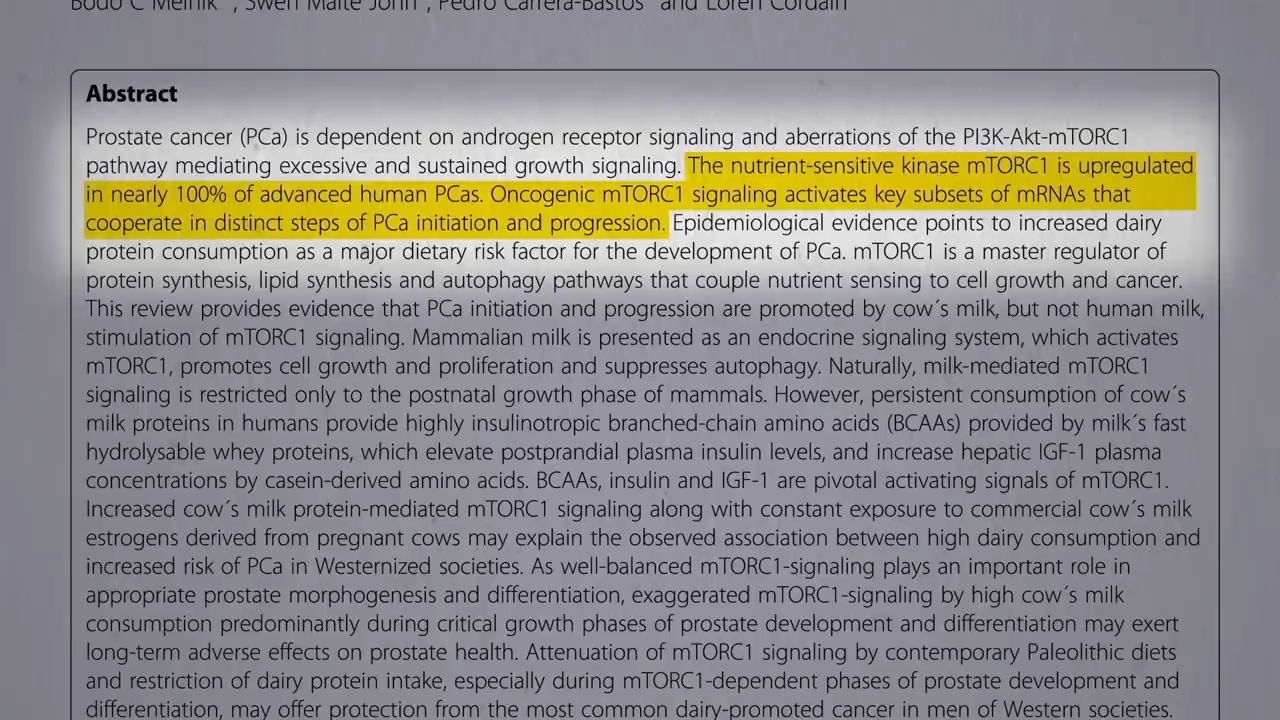 Bodo C Melnik, Swen Malte John, Pedro Carrera-Bastos and Loren Cordain
Abstract
Prostate cancer (PCa) is dependent on androgen receptor signaling and aberrations of the PI3K-Akt-mTORC1
pathway mediating excessive and sustained growth signaling. The nutrient-sensitive kinase mTORC1 is upregulated
in nearly 100% of advanced human PCas. Oncogenic mTORC1 signaling activates key subsets of mRNAs that
cooperate in distinct steps of PCa initiation and progression. Epidemiological evidence points to increased dairy
protein consumption as a major dietary risk factor for the development of PCa. mTORC1 is a master regulator of
protein synthesis, lipid synthesis and autophagy pathways that couple nutrient sensing to cell growth and cancer.
This review provides evidence that PCa initiation and progression are promoted by cow´s milk, but not human milk,
stimulation of mTORC1 signaling. Mammalian milk is presented as an endocrine signaling system, which activates
mTORC1, promotes cell growth and proliferation and suppresses autophagy. Naturally, milk-mediated mTORC1
signaling is restricted only to the postnatal growth phase of mammals. However, persistent consumption of cow´s
milk proteins in humans provide highly insulinotropic branched-chain amino acids (BCAAs) provided by milk´s fast
hydrolysable whey proteins, which elevate postprandial plasma insulin levels, and increase hepatic IGF-1 plasma
concentrations by casein-derived amino acids. BCAAs, insulin and IGF-1 are pivotal activating signals of mTORC1.
Increased cow´s milk protein-mediated mTORC1 signaling along with constant exposure to commercial cow´s milk
estrogens derived from pregnant cows may explain the observed association between high dairy consumption and
increased risk of PCa in Westernized societies. As well-balanced mTORC1-signaling plays an important role in
appropriate prostate morphogenesis and differentiation, exaggerated mTORC1-signaling by high cow´s milk
consumption predominantly during critical growth phases of prostate development and differentiation may exert
long-term adverse effects on prostate health. Attenuation of mTORC1 signaling by contemporary Paleolithic diets
and restriction of dairy protein intake, especially during mTORC1-dependent phases of prostate development and
differentiation, may offer protection from the most common dairy-promoted cancer in men of Western societies.